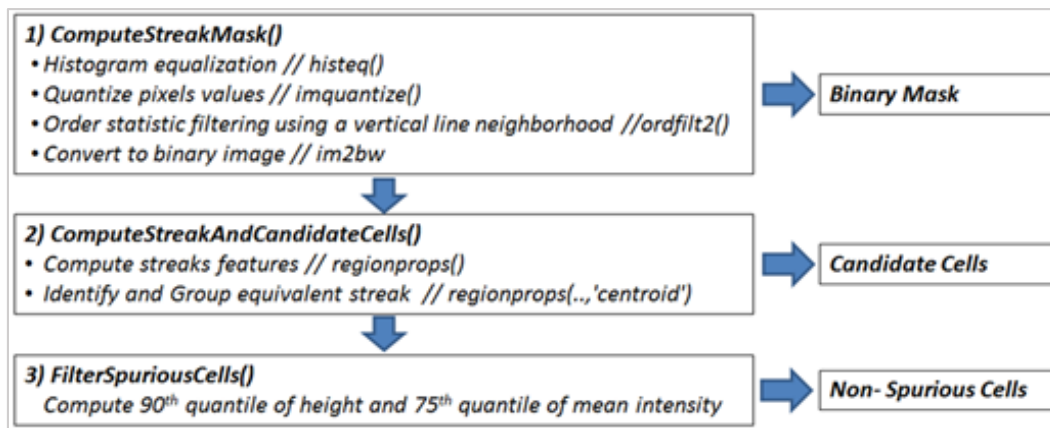 1) ComputeStreakMask()
• Histogram equalization // histeq()
• Quantize pixels values // imquantize()
• Order statistic filtering using a vertical line neighborhood //ordfilt2()
• Convert to binary image // im2bw
Binary Mask
2) ComputeStreakAndCandidateCells()
• Compute streaks features // regionprops()
• Identify and Group equivalent streak // regionprops(..,'centroid')
Candidate Cells
3) FilterSpuriousCells()
Compute 90th quantile of height and 75th quantile of mean intensity
Non- Spurious Cells